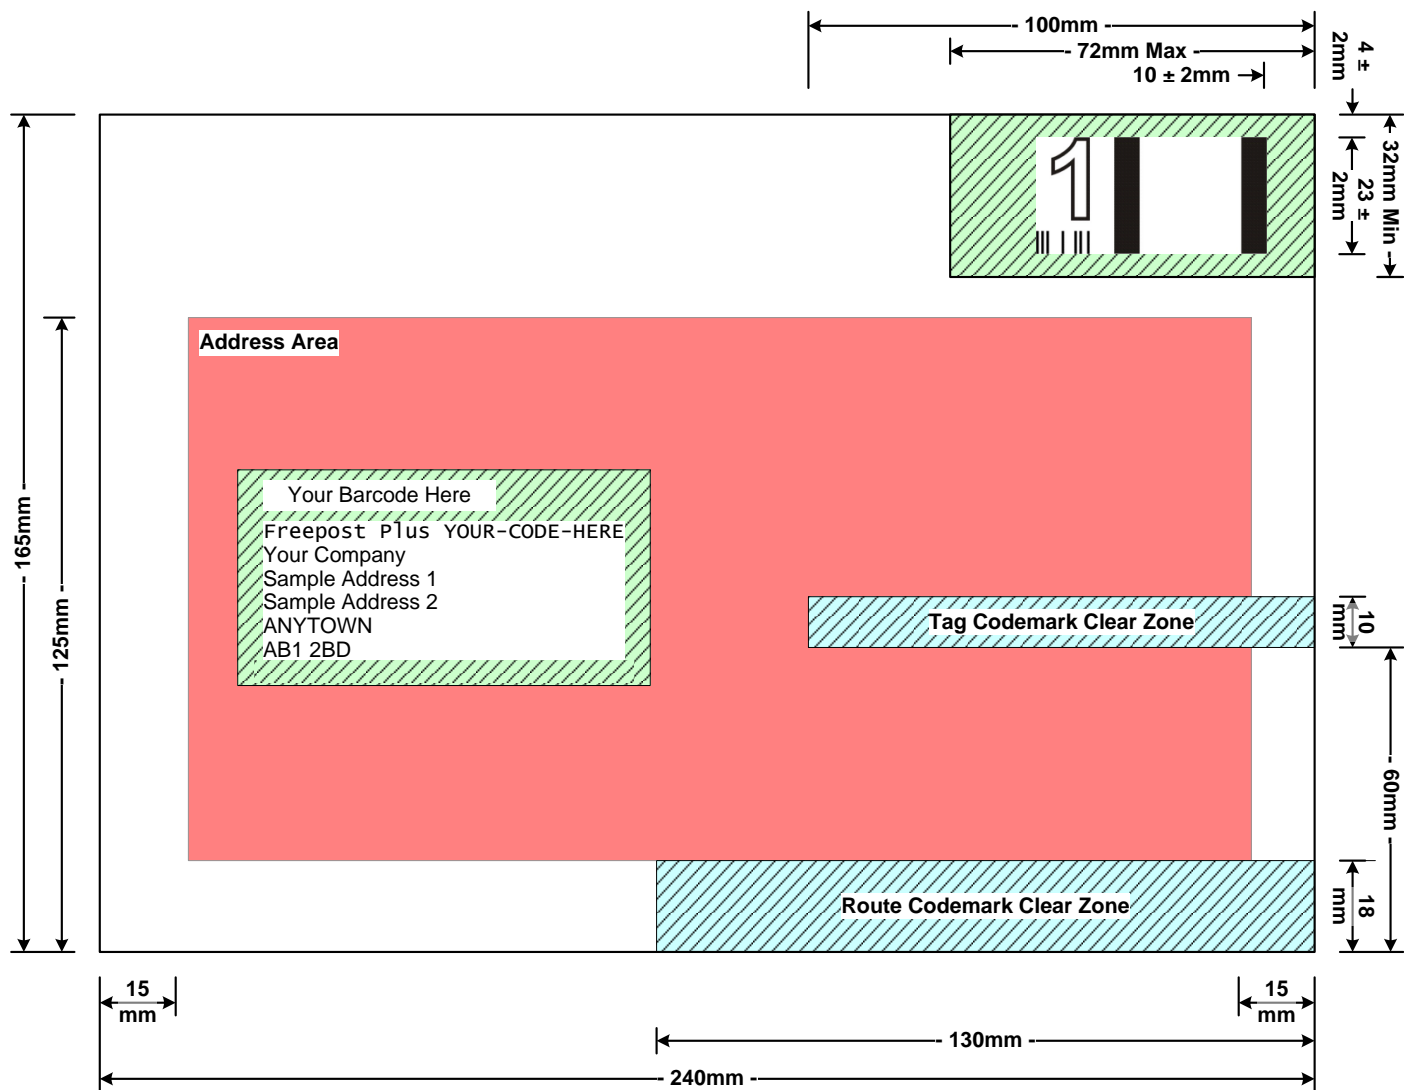 - 100mm -
- 72mm Max -
10 ± 2mm
4 ±
2mm
- 32mm Min -
23 ±
2mm
1
Address Area
Your Barcode Here
Freepost Plus YOUR-CODE-HERE
Your Company
Sample Address 1
Sample Address 2
ANYTOWN
AB1 2BD
- 165mm -
- 125mm -
Tag Codemark Clear Zone
10
mm
- 60mm -
Route Codemark Clear Zone
18
mm
15
mm
15
mm
- 130mm -
- 240mm -